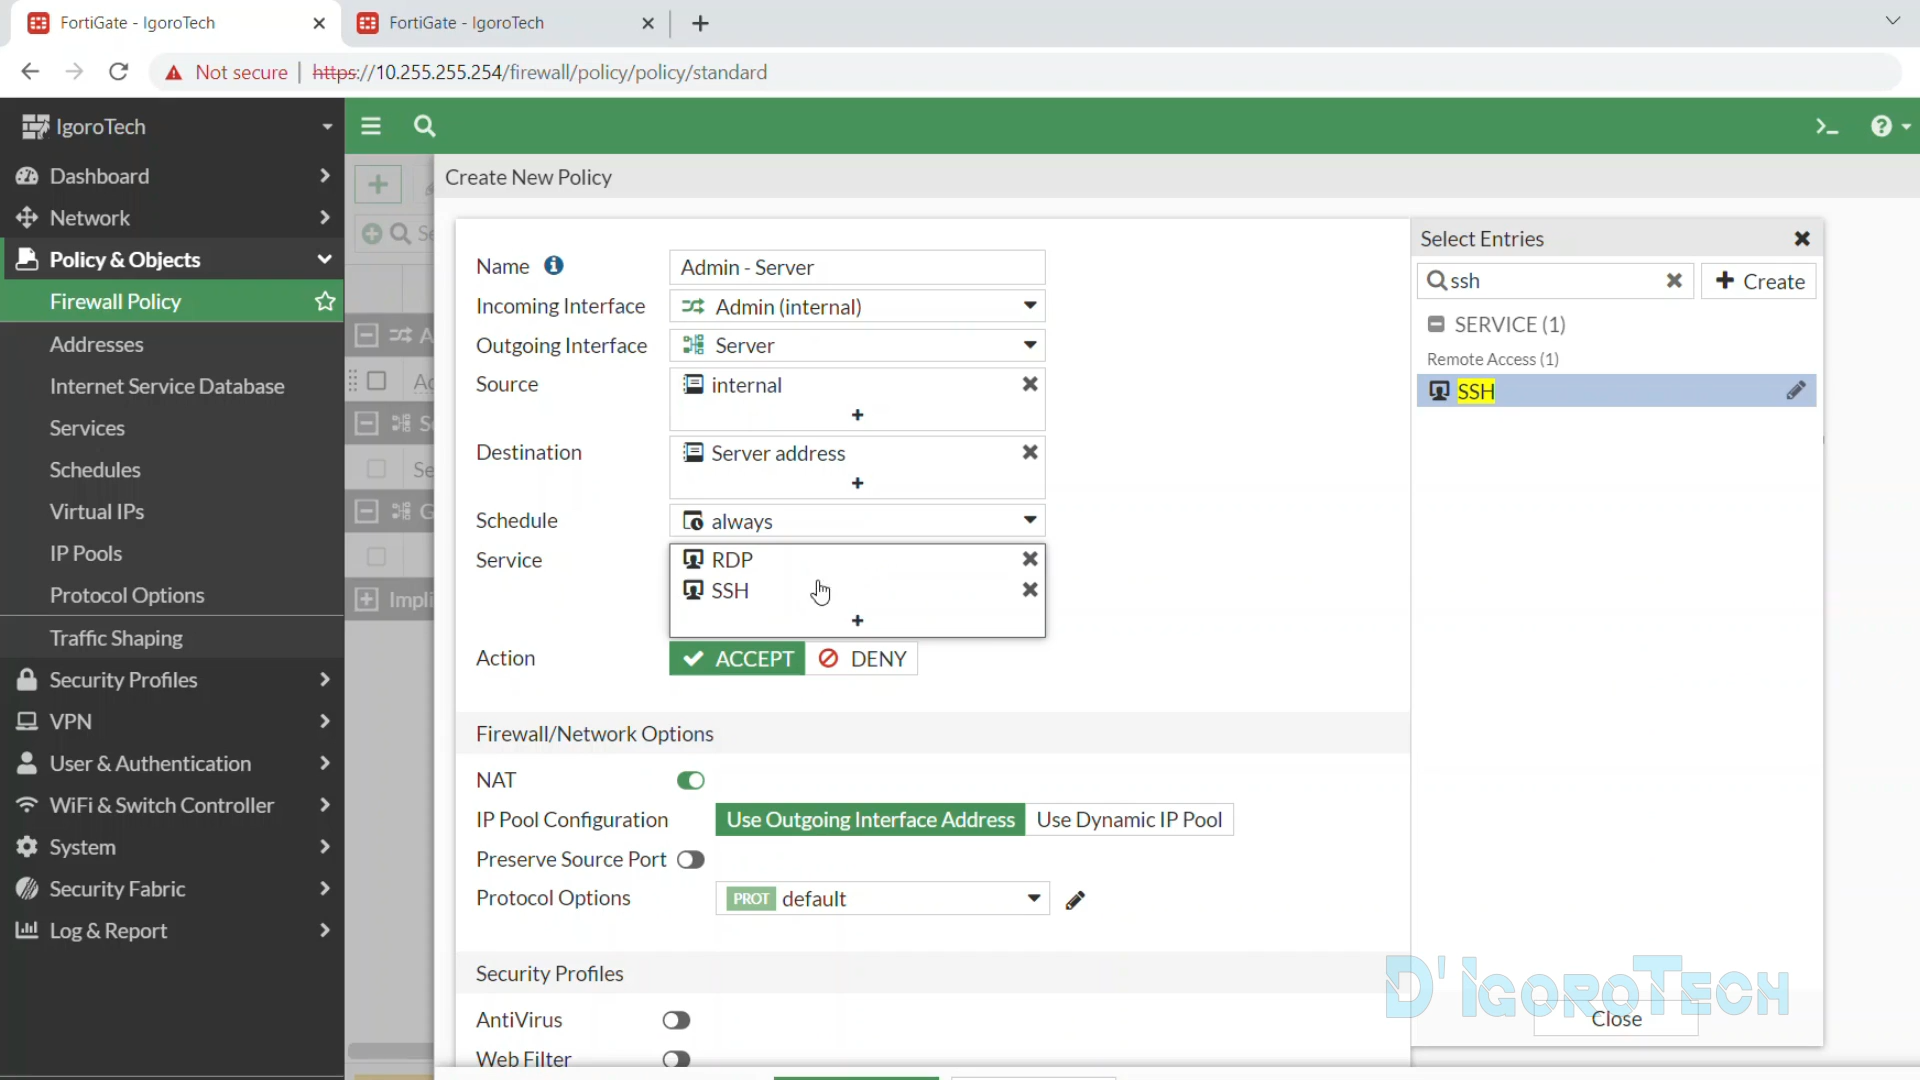 FortiGate - IgoroTech
FortiGate - IgoroTech
Not secure
https://10.255.255.254/firewall/policy/policy/standard
IgoroTech
Dashboard
Network
Policy & Objects
Firewall Policy
Addresses
Internet Service Database
Services
Schedules
Virtual IPs
IP Pools
Protocol Options
Traffic Shaping
Security Profiles
VPN
User & Authentication
WiFi & Switch Controller
System
Security Fabric
Log & Report
Create New Policy
Name
Admin - Server
Incoming Interface
Admin (internal)
Outgoing Interface
Server
Source
internal
Destination
Server address
Schedule
always
Service
RDP
SSH
Action
ACCEPT
DENY
Firewall/Network Options
NAT
IP Pool Configuration
Use Outgoing Interface Address
Use Dynamic IP Pool
Preserve Source Port
Protocol Options
PROT default
Security Profiles
AntiVirus
Web Filter
Select Entries
ssh
Create
SERVICE (1)
Remote Access (1)
SSH
D'IGOROTECH
Close